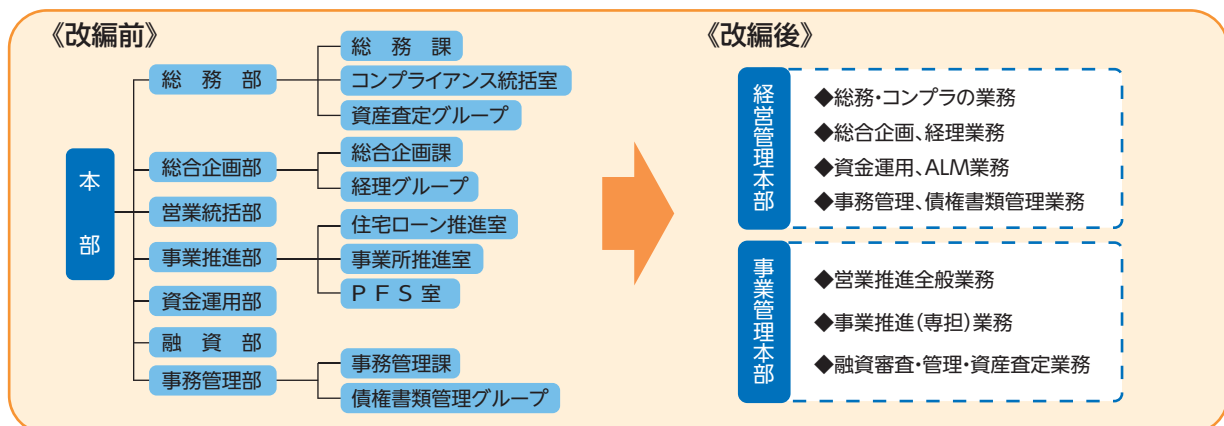 《改編前》
本部
総務部
総務課
コンプライアンス統括室
資産査定グループ
総合企画部
総合企画課
経理グループ
営業統括部
事業推進部
住宅ローン推進室
事業所推進室
PFS室
資金運用部
融資部
事務管理部
事務管理課
債権書類管理グループ
《改編後》
経営管理本部
◆総務・コンプラの業務
◆総合企画、経理業務
◆資金運用、ALM業務
◆事務管理、債権書類管理業務
事業管理本部
◆営業推進全般業務
◆事業推進(専担)業務
◆融資審査・管理・資産査定業務